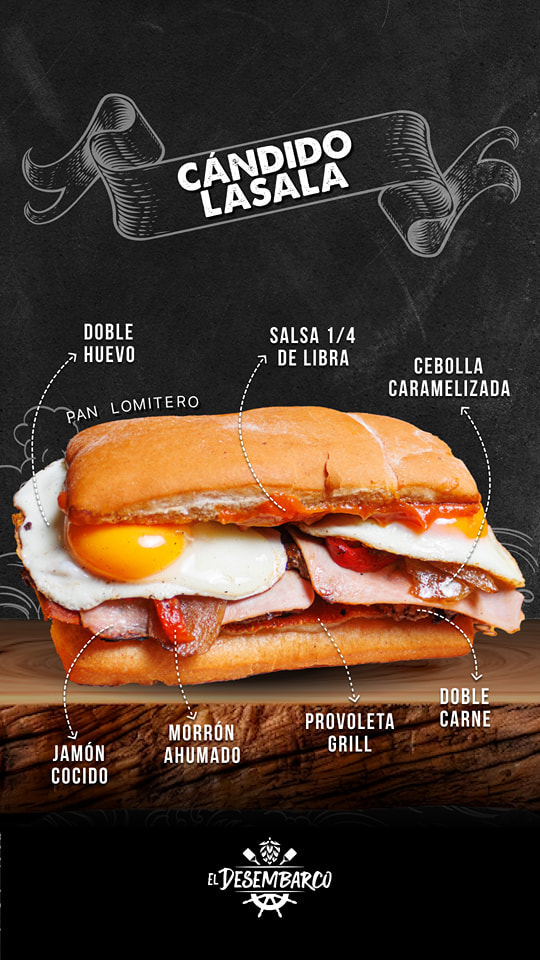 CÁNDIDO
LASALA
DOBLE
HUEVO
SALSA 1/4
DE LIBRA
CEBOLLA
CARAMELIZADA
PAN LOMITERO
JAMÓN
COCIDO
MORRÓN
AHUMADO
PROVOLETA
GRILL
DOBLE
CARNE
EL DESEMBARCO